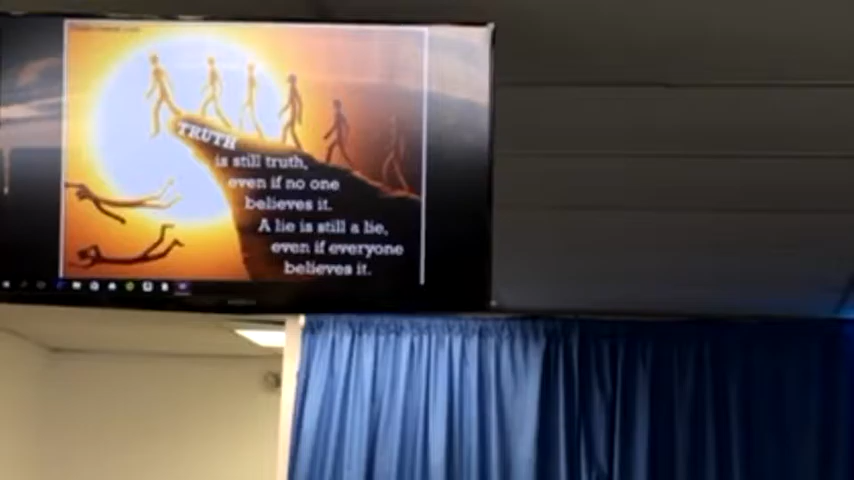 TRUTH
is still truth,
even if no one
believes it.
A lie is still a lie,
even if everyone
believes it.